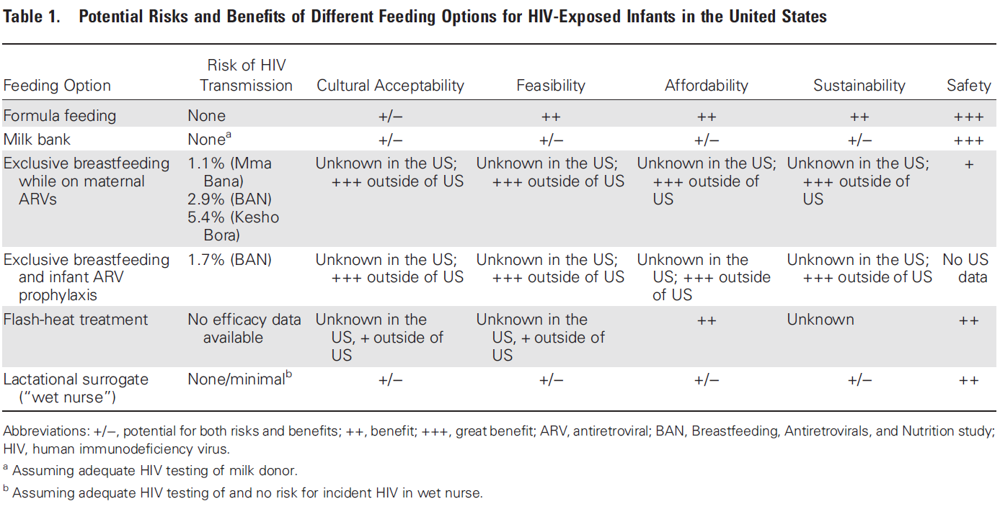 Table 1. Potential Risks and Benefits of Different Feeding Options for HIV-Exposed Infants in the United States
Risk of HIV
Feeding Option Transmission Cultural Acceptability Feasibility Affordability Sustainability Safety
Formula feeding None +/− ++ ++ ++ +++
Milk bank Noneª +/− +/− +/− +/− +++
Exclusive breastfeeding 1.1% (Mma Unknown in the US; Unknown in the US; Unknown in the US; Unknown in the US; +
while on maternal Bana) +++ outside of US +++ outside of US +++ outside of +++ outside of
ARVs 2.9% (BAN) US US
5.4% (Kesho
Bora)
Exclusive breastfeeding 1.7% (BAN) Unknown in the US; Unknown in the US; Unknown in the Unknown in the US; No US
and infant ARV +++ outside of US +++ outside of US US; +++ outside +++ outside of US data
prophylaxis of US
Flash-heat treatment No efficacy data Unknown in the Unknown in the ++ Unknown ++
available US, + outside of US, + outside of
US US
Lactational surrogate None/minimalᵇ +/− +/− +/− +/− ++
(“wet nurse”)
Abbreviations: +/−, potential for both risks and benefits; ++, benefit; +++, great benefit; ARV, antiretroviral; BAN, Breastfeeding, Antiretrovirals, and Nutrition study;
HIV, human immunodeficiency virus.
ª Assuming adequate HIV testing of milk donor.
ᵇ Assuming adequate HIV testing of and no risk for incident HIV in wet nurse.